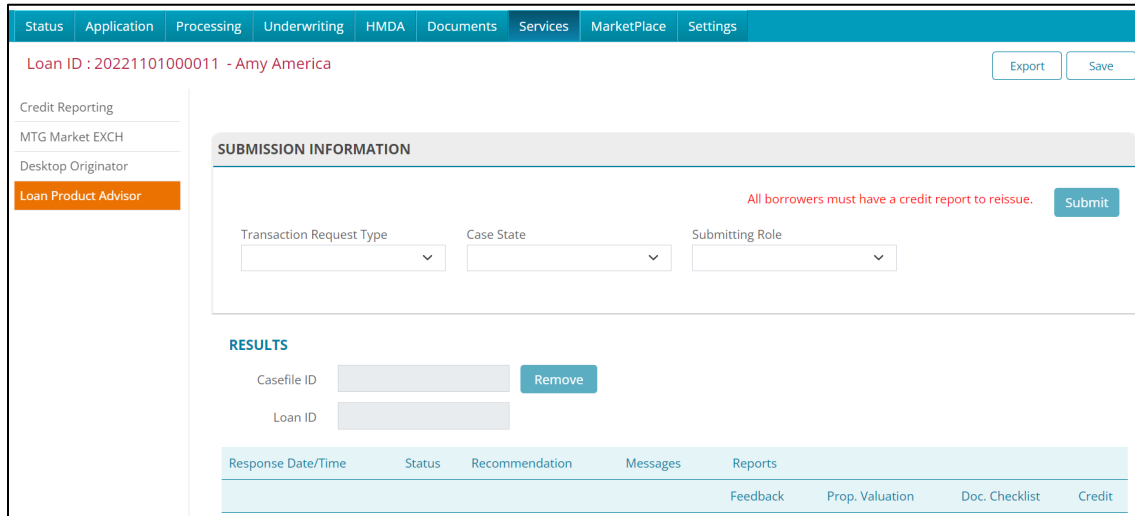 Status Application Processing Underwriting HMDA Documents Services MarketPlace Settings
Loan ID : 20221101000011 - Amy America
Export Save
Credit Reporting
MTG Market EXCH
Desktop Originator
Loan Product Advisor
SUBMISSION INFORMATION
All borrowers must have a credit report to reissue. Submit
Transaction Request Type Case State Submitting Role
RESULTS
Casefile ID Remove
Loan ID
Response Date/Time Status Recommendation Messages Reports
Feedback Prop. Valuation Doc. Checklist Credit